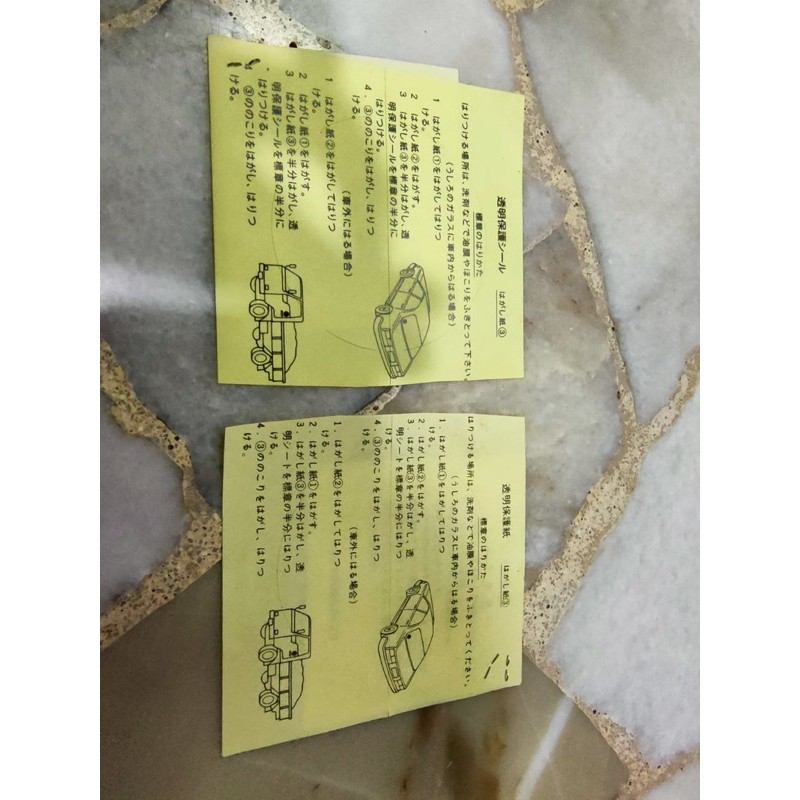 透明保護シール　はがし紙③
標章のはりかた
はりつける場所は、洗剤などで油膜やほこりをふきとって下さい。
(うしろのガラスに車内からはる場合)
1　はがし紙①をはがしてはりつ
ける。
2　はがし紙②をはがす。
3　はがし紙③を半分はがし、透
明保護シールを標章の半分に
はりつける。
4．③ののこりをはがし、はりつ
ける。
(車外にはる場合)
1　はがし紙②をはがしてはりつ
ける。
2　はがし紙①をはがす。
3　はがし紙③を半分はがし、透
明保護シールを標章の半分に
はりつける。
③ののこりをはがし、はりつ
ける。
透明保護紙　はがし紙③
標章のはりかた
はりつける場所は、洗剤などで油膜やほこりをふきとってください。
(うしろのガラスに車内からはる場合)
1．はがし紙①をはがしてはりつ
ける。
2．はがし紙②をはがす。
3．はがし紙③を半分はがし、透
明シートを標章の半分にはりつ
ける。
4．③ののこりをはがし、はりつ
ける。
(車外にはる場合)
1．はがし紙②をはがしてはりつ
ける。
2．はがし紙①をはがす。
3．はがし紙③を半分はがし、透
明シートを標章の半分にはりつ
ける。
4．③ののこりをはがし、はりつ
ける。